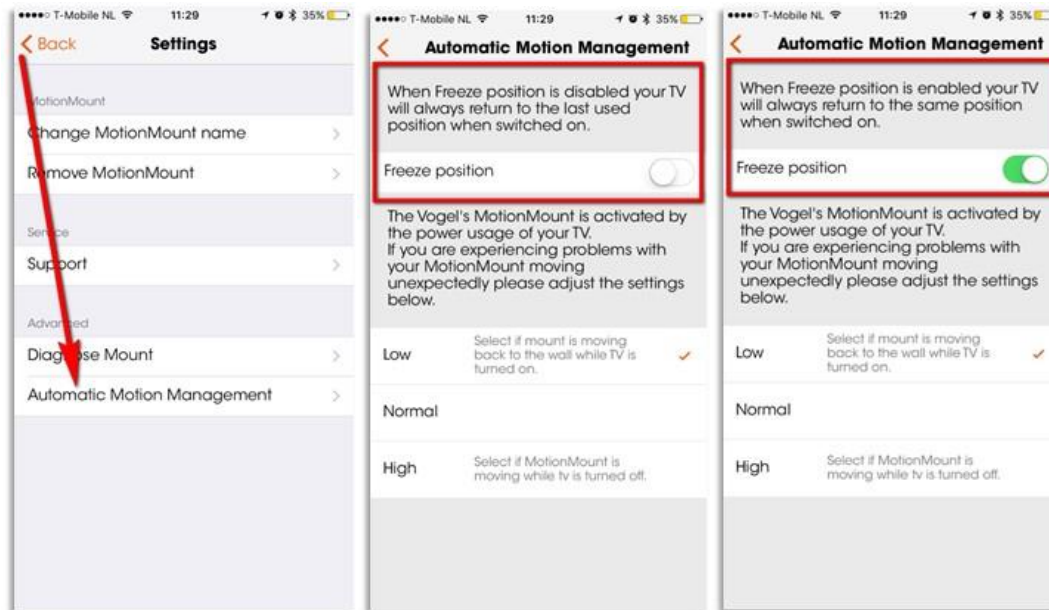 T-Mobile NL 11:29 35%
Back Settings
MotionMount
Change MotionMount name
Remove MotionMount
Service
Support
Advanced
Diagnose Mount
Automatic Motion Management
T-Mobile NL 11:29 35%
Automatic Motion Management
When Freeze position is disabled your TV
will always return to the last used
position when switched on.
Freeze position
The Vogel's MotionMount is activated by
the power usage of your TV.
If you are experiencing problems with
your MotionMount moving
unexpectedly please adjust the settings
below.
Low
Select if mount is moving
back to the wall while TV is
turned on.
Normal
High
Select if MotionMount is
moving while tv is turned off.
T-Mobile NL 11:29 35%
Automatic Motion Management
When Freeze position is enabled your TV
will always return to the same position
when switched on.
Freeze position
The Vogel's MotionMount is activated by
the power usage of your TV.
If you are experiencing problems with
your MotionMount moving
unexpectedly please adjust the settings
below.
Low
Select if mount is moving
back to the wall while TV is
turned on.
Normal
High
Select if MotionMount is
moving while tv is turned off.